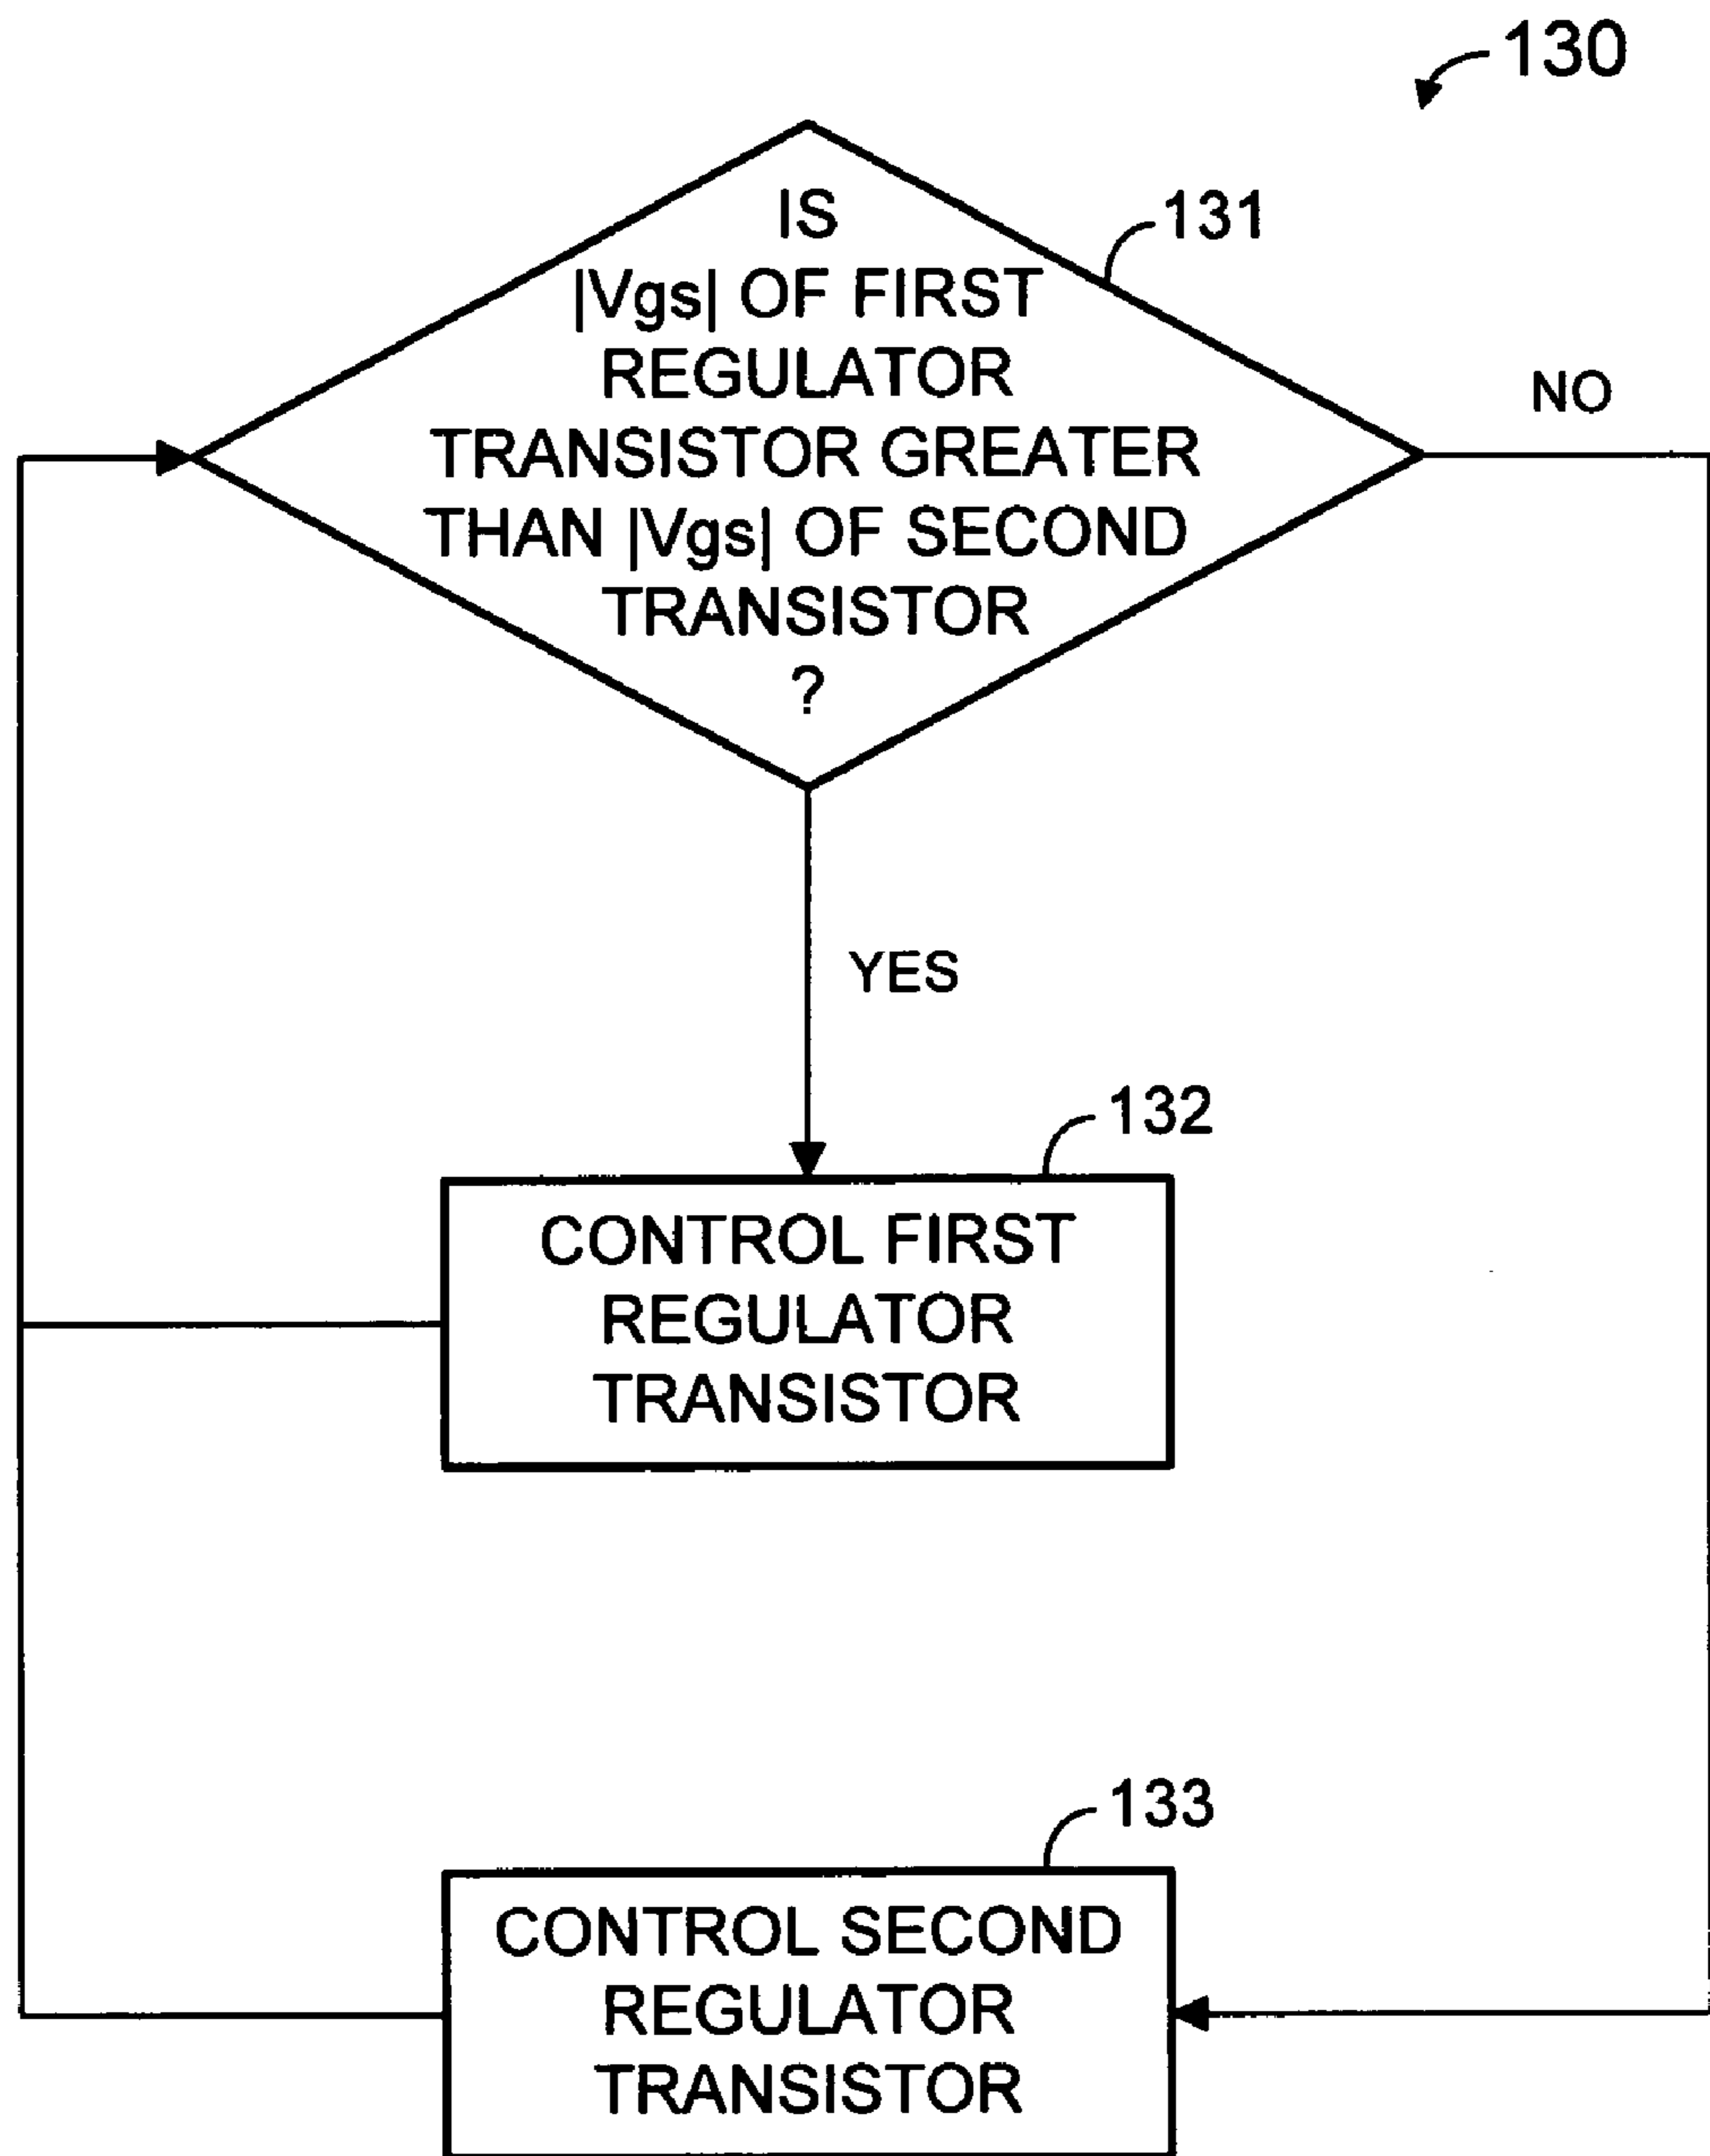 130
131
IS
|Vgs| OF FIRST
REGULATOR
TRANSISTOR GREATER
THAN |Vgs| OF SECOND
TRANSISTOR
?
NO
YES
132
CONTROL FIRST
REGULATOR
TRANSISTOR
133
CONTROL SECOND
REGULATOR
TRANSISTOR